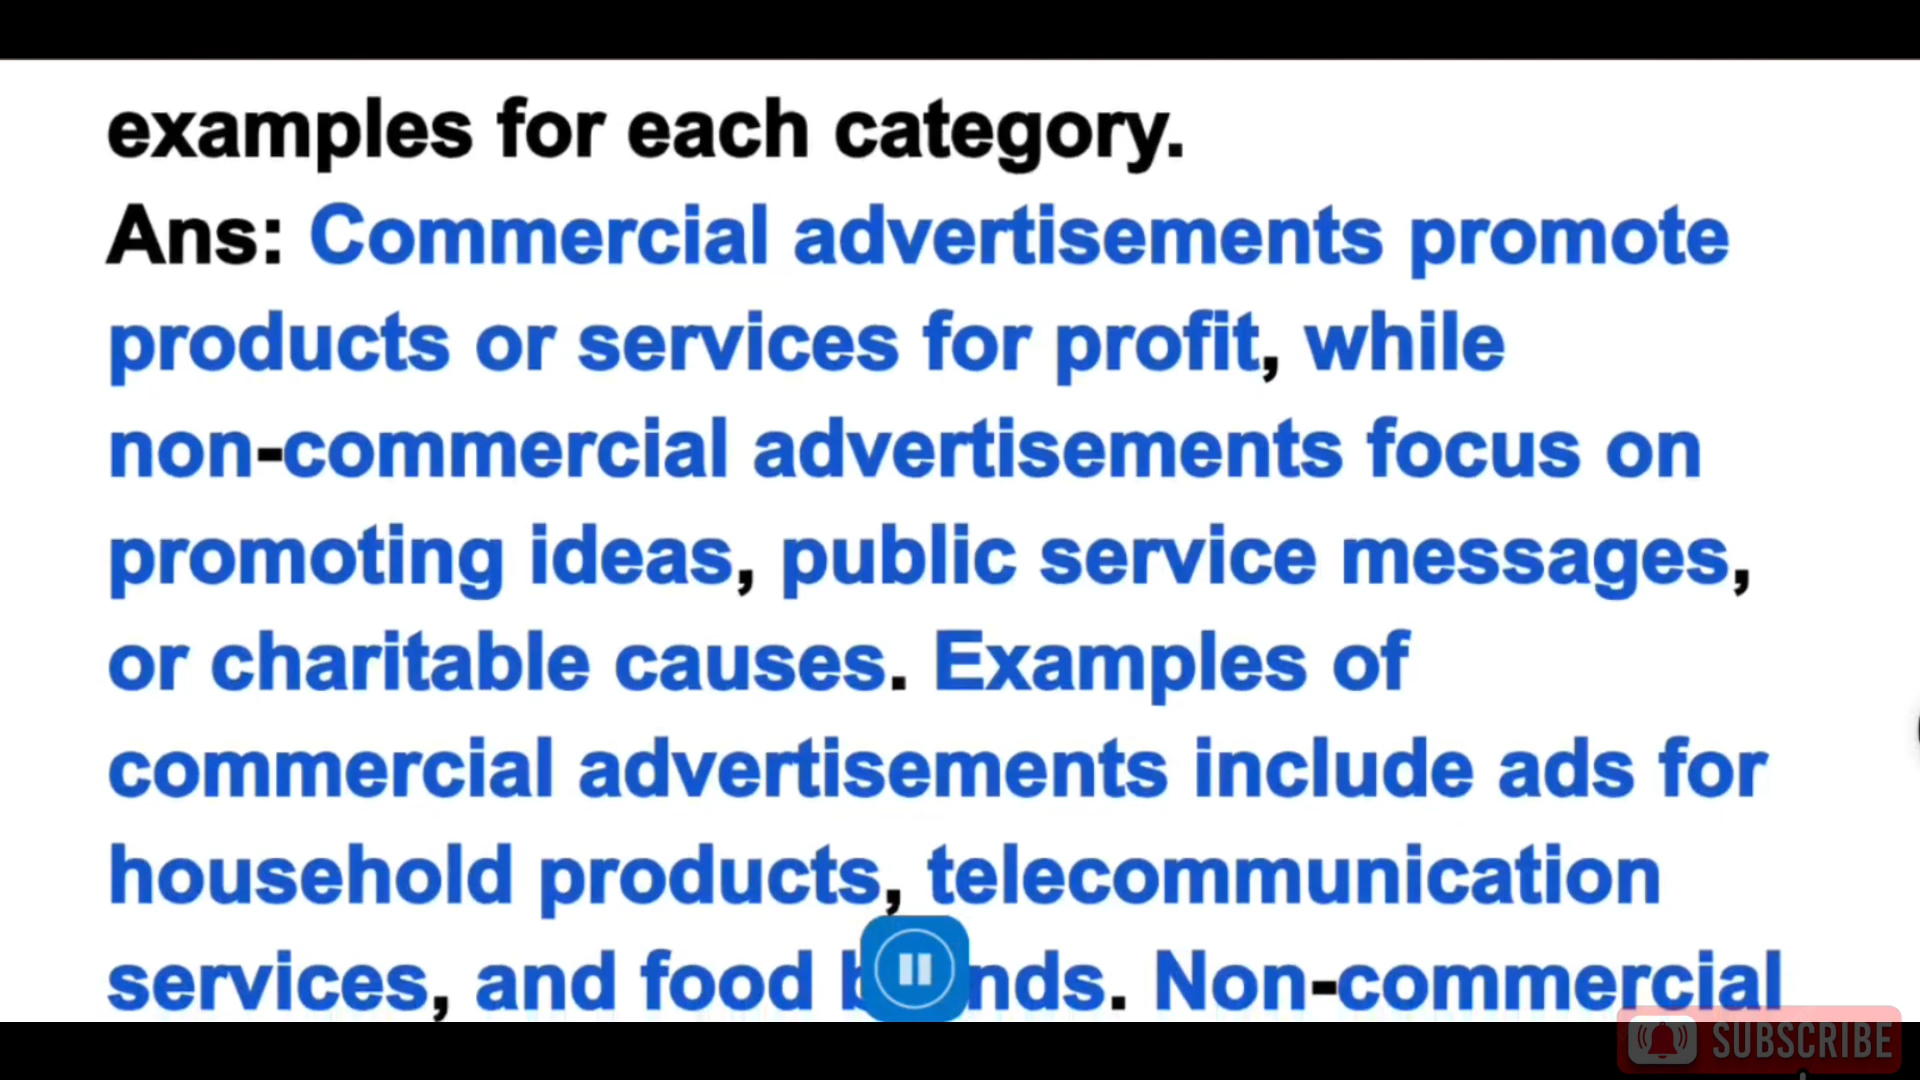 examples for each category.
Ans: Commercial advertisements promote
products or services for profit, while
non-commercial advertisements focus on
promoting ideas, public service messages,
or charitable causes. Examples of
commercial advertisements include ads for
household products, telecommunication
services, and food Non-commercial
SUBSCRIBE